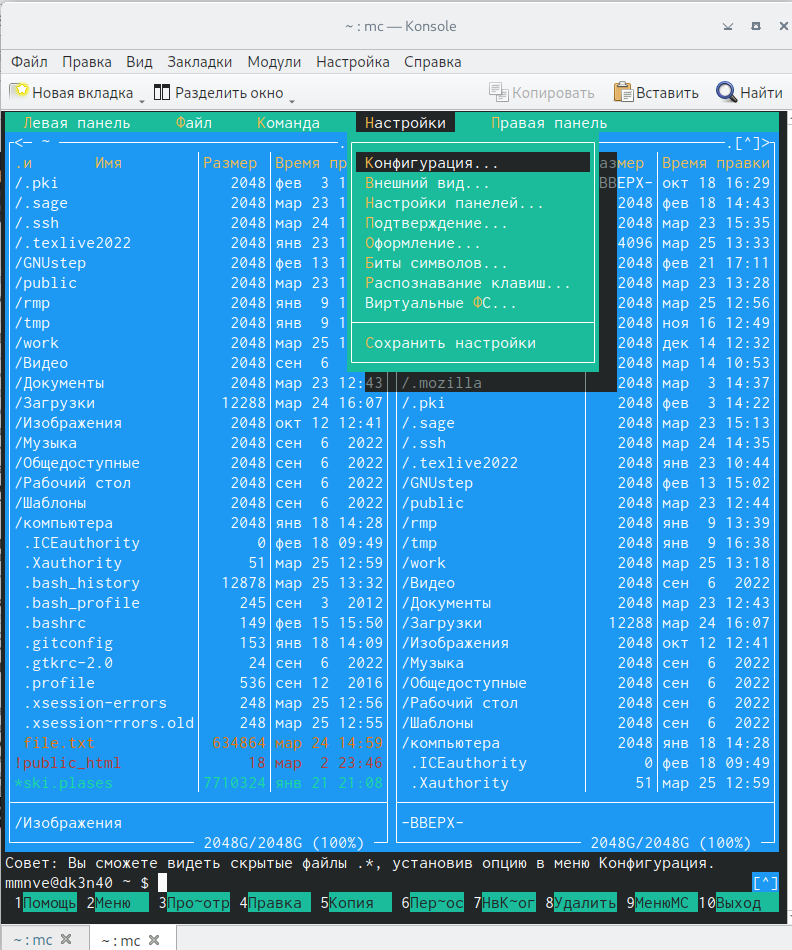 ~ : mc — Konsole
Файл Правка Вид Закладки Модули Настройка Справка
Новая вкладка Разделить окно Копировать Вставить Найти
Левая панель Файл Команда Настройки Правая панель
<— ~ .[^]>
.и Имя Размер Время пр Конфигурация... азмер Время правки
/.pki 2048 фев 3 1 Внешний вид... ВВЕРХ- окт 18 16:29
/.sage 2048 мар 23 1 Настройки панелей... 2048 фев 18 14:43
/.ssh 2048 мар 24 1 Подтверждение... 2048 мар 23 15:35
/.texlive2022 2048 янв 23 1 Оформление... 4096 мар 25 13:33
/GNUstep 2048 фев 13 1 Биты символов... 2048 фев 21 17:11
/public 2048 мар 23 1 Распознавание клавиш... 2048 мар 23 13:28
/rmp 2048 янв 9 1 Виртуальные ФС... 2048 мар 25 12:56
/tmp 2048 янв 9 1 2048 ноя 16 12:49
/work 2048 мар 25 1 Сохранить настройки 2048 дек 14 12:32
/Видео 2048 сен 6 2048 мар 14 10:53
/Документы 2048 мар 23 12:43 /.mozilla 2048 мар 3 14:37
/Загрузки 12288 мар 24 16:07 /.pki 2048 фев 3 14:22
/Изображения 2048 окт 12 12:41 /.sage 2048 мар 23 15:13
/Музыка 2048 сен 6 2022 /.ssh 2048 мар 24 14:35
/Общедоступные 2048 сен 6 2022 /.texlive2022 2048 янв 23 10:44
/Рабочий стол 2048 сен 6 2022 /GNUstep 2048 фев 13 15:02
/Шаблоны 2048 сен 6 2022 /public 2048 мар 23 12:44
/компьютера 2048 янв 18 14:28 /rmp 2048 янв 9 13:39
.ICEauthority 0 фев 18 09:49 /tmp 2048 янв 9 16:38
.Xauthority 51 мар 25 12:59 /work 2048 мар 25 13:18
.bash_history 12878 мар 25 13:32 /Видео 2048 сен 6 2022
.bash_profile 245 сен 3 2012 /Документы 2048 мар 23 12:43
.bashrc 149 фев 15 15:50 /Загрузки 12288 мар 24 16:07
.gitconfig 153 янв 18 14:09 /Изображения 2048 окт 12 12:41
.gtkrc-2.0 24 сен 6 2022 /Музыка 2048 сен 6 2022
.profile 536 сен 12 2016 /Общедоступные 2048 сен 6 2022
.xsession-errors 248 мар 25 12:56 /Рабочий стол 2048 сен 6 2022
.xsession~rrors.old 248 мар 25 12:55 /Шаблоны 2048 сен 6 2022
file.txt 634864 мар 24 14:59 /компьютера 2048 янв 18 14:28
!public_html 18 мар 2 23:46 .ICEauthority 0 фев 18 09:49
*ski.plases 7710324 янв 21 21:08 .Xauthority 51 мар 25 12:59
/Изображения -ВВЕРХ-
2048G/2048G (100%) 2048G/2048G (100%)
Совет: Вы сможете видеть скрытые файлы .*, установив опцию в меню Конфигурация.
mmnve@dk3n40 ~ $ [^]
1Помощь 2Меню 3Про~отр 4Правка 5Копия 6Пер~ос 7НвК~ог 8Удалить 9МенюMC 10Выход
~ : mc ~ : mc